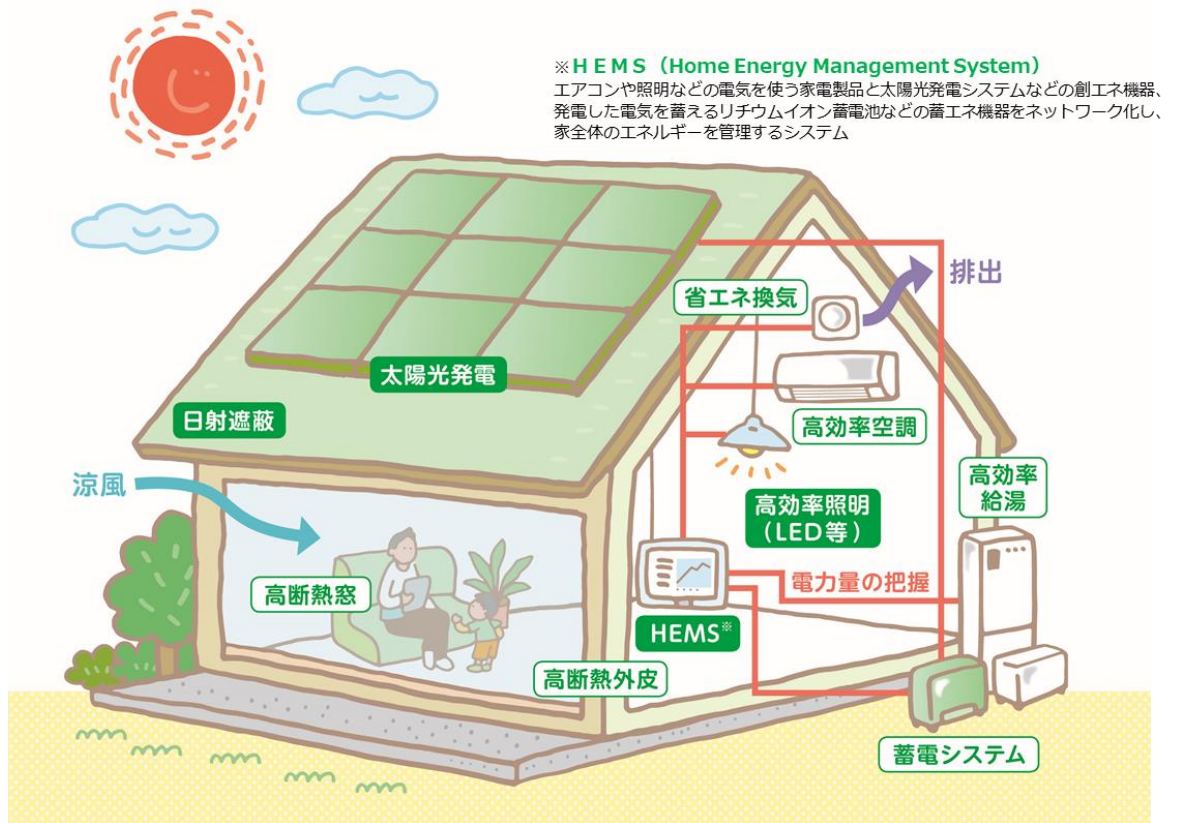 ※HEMS（Home Energy Management System）
エアコンや照明などの電気を使う家電製品と太陽光発電システムなどの創エネ機器、
発電した電気を蓄えるリチウムイオン蓄電池などの蓄エネ機器をネットワーク化し、
家全体のエネルギーを管理するシステム
排出
省エネ換気
太陽光発電
日射遮蔽
高効率空調
涼風
高効率
給湯
高効率照明
（LED等）
高断熱窓
電力量の把握
HEMS※
高断熱外皮
蓄電システム